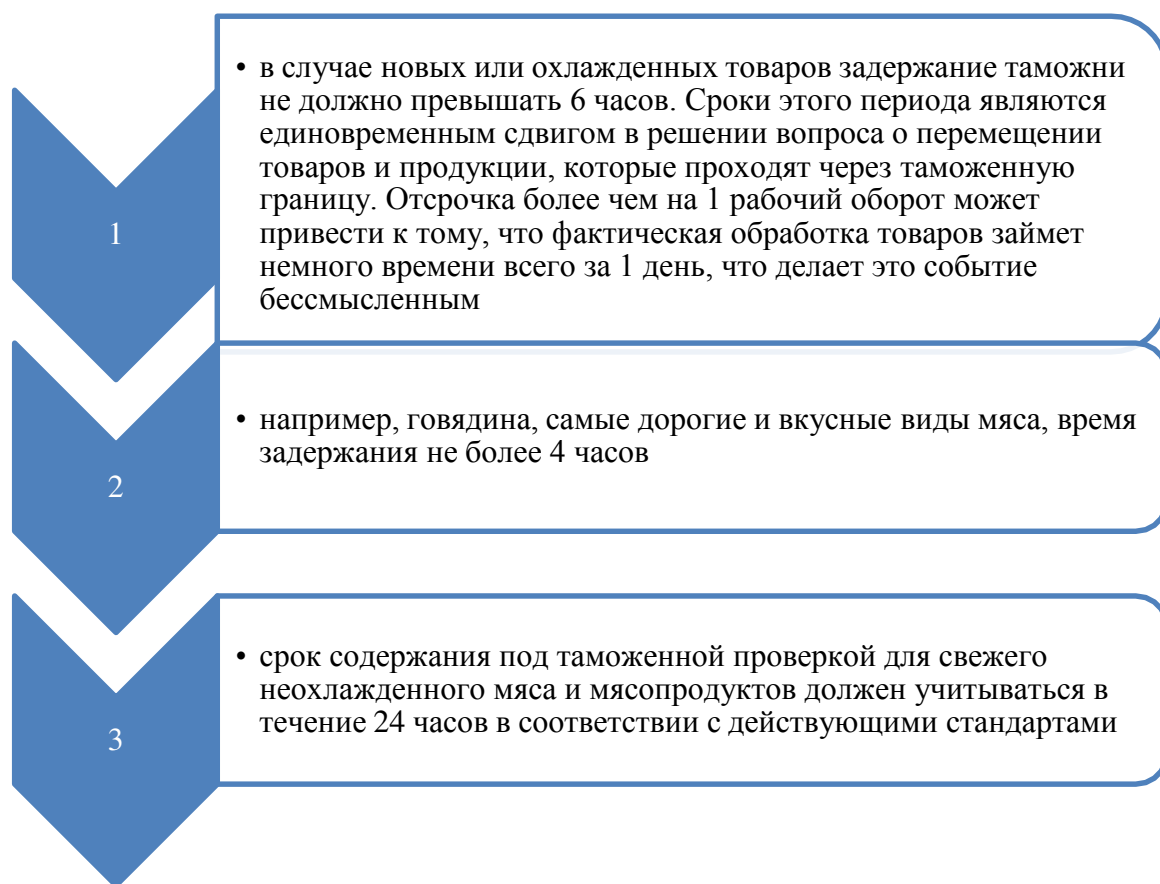 1
• в случае новых или охлажденных товаров задержание таможни
не должно превышать 6 часов. Сроки этого периода являются
единовременным сдвигом в решении вопроса о перемещении
товаров и продукции, которые проходят через таможенную
границу. Отсрочка более чем на 1 рабочий оборот может
привести к тому, что фактическая обработка товаров займет
немного времени всего за 1 день, что делает это событие
бессмысленным
2
• например, говядина, самые дорогие и вкусные виды мяса, время
задержания не более 4 часов
3
• срок содержания под таможенной проверкой для свежего
неохлажденного мяса и мясопродуктов должен учитываться в
течение 24 часов в соответствии с действующими стандартами